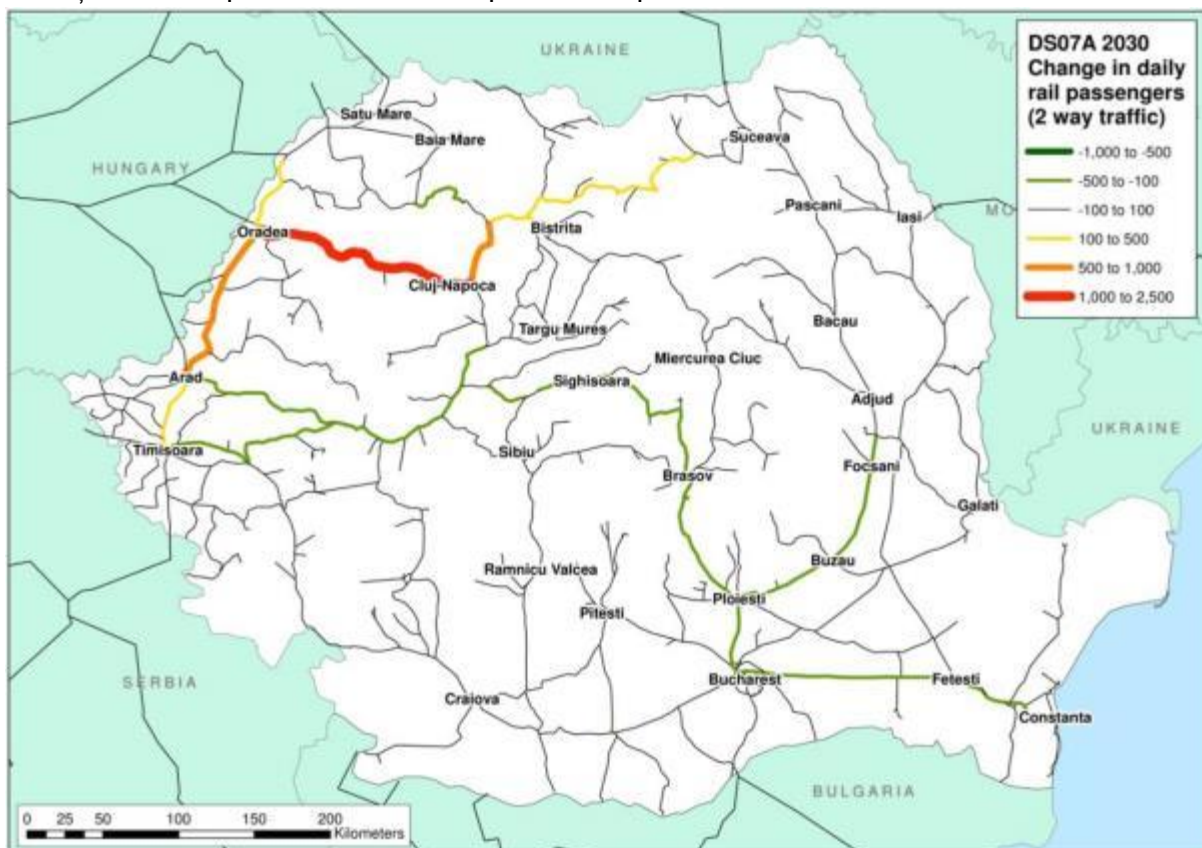 UKRAINE
DS07A 2030
Change in daily
rail passengers
(2 way traffic)
-1,000 to -500
-500 to -100
-100 to 100
100 to 500
500 to 1,000
1,000 to 2,500
Satu Mare
Baia Mare
Suceava
HUNGARY
Pascani
Iasi
MO
Oradea
Bistrita
Cluj-Napoca
Targu Mures
Bacau
Miercurea Ciuc
Arad
Sighisoara
Adjud
UKRAINE
Timisoara
Sibiu
Focsani
Brasov
Galati
Buzau
Ramnicu Valcea
Ploiesti
Pitesti
SERBIA
Bucharest
Fetesti
Craiova
Constanta
BULGARIA
0 25 50 100 150 200
Kilometers